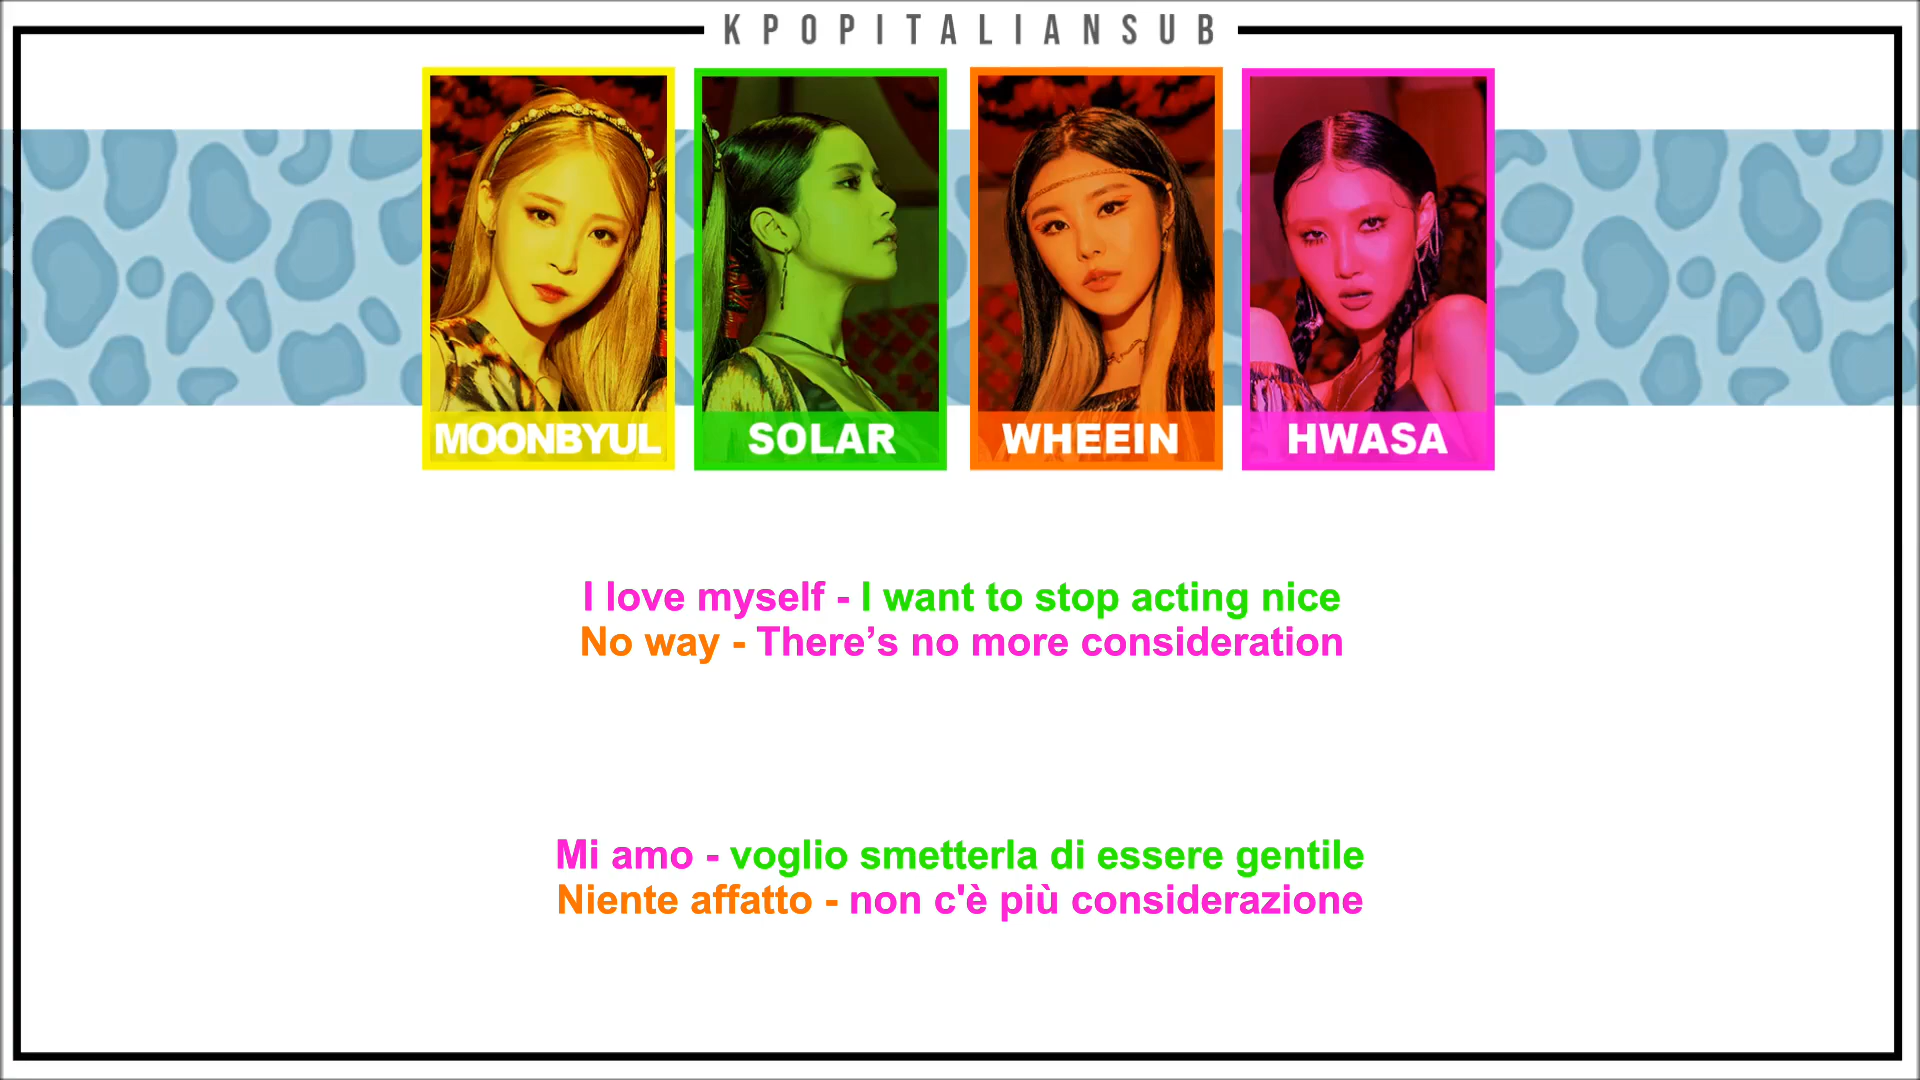 KPOPITALIANSUB
MOONBYUL
SOLAR
WHEEIN
HWASA
I love myself - I want to stop acting nice
No way - There’s no more consideration
Mi amo - voglio smetterla di essere gentile
Niente affatto - non c'è più considerazione